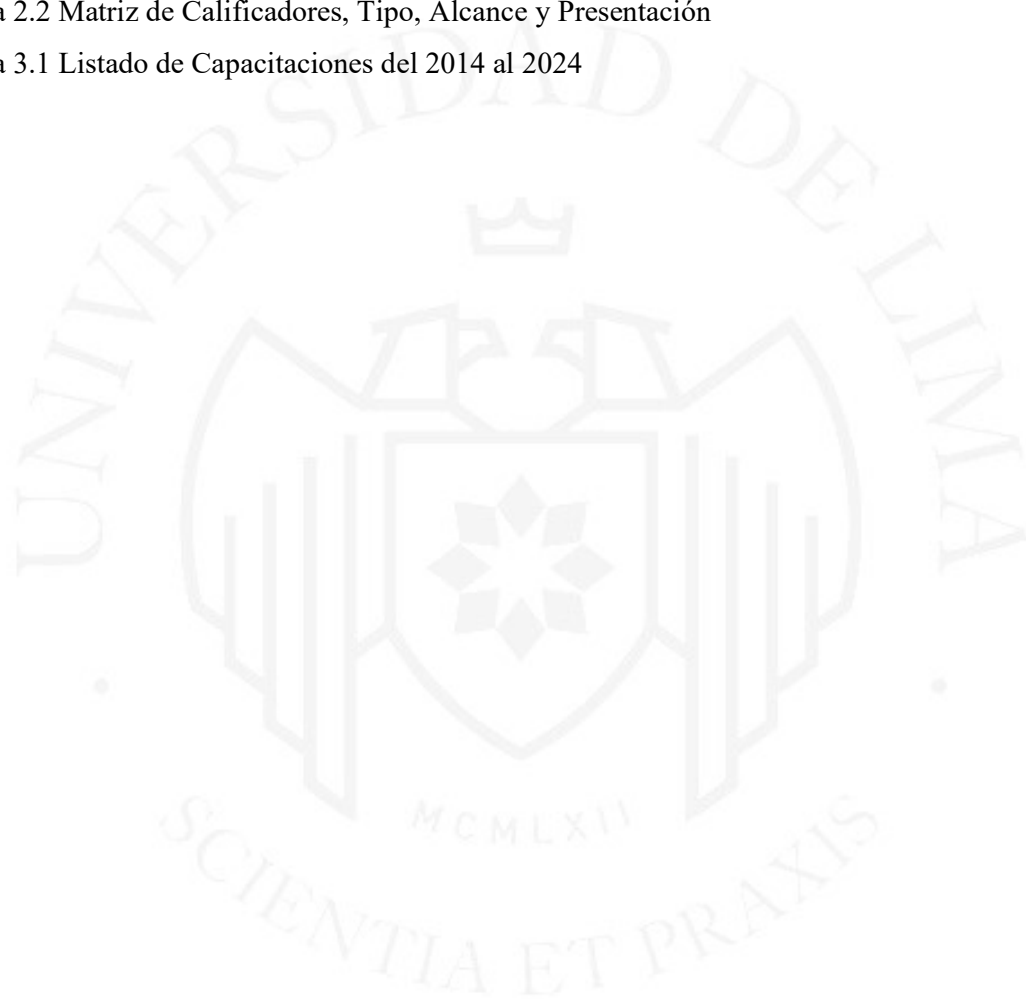 a 2.2 Matriz de Calificadores, Tipo, Alcance y Presentación
a 3.1 Listado de Capacitaciones del 2014 al 2024
UNIVERSIDAD DE LIMA
MCMLXII
SCIENTIA ET PRAXIS